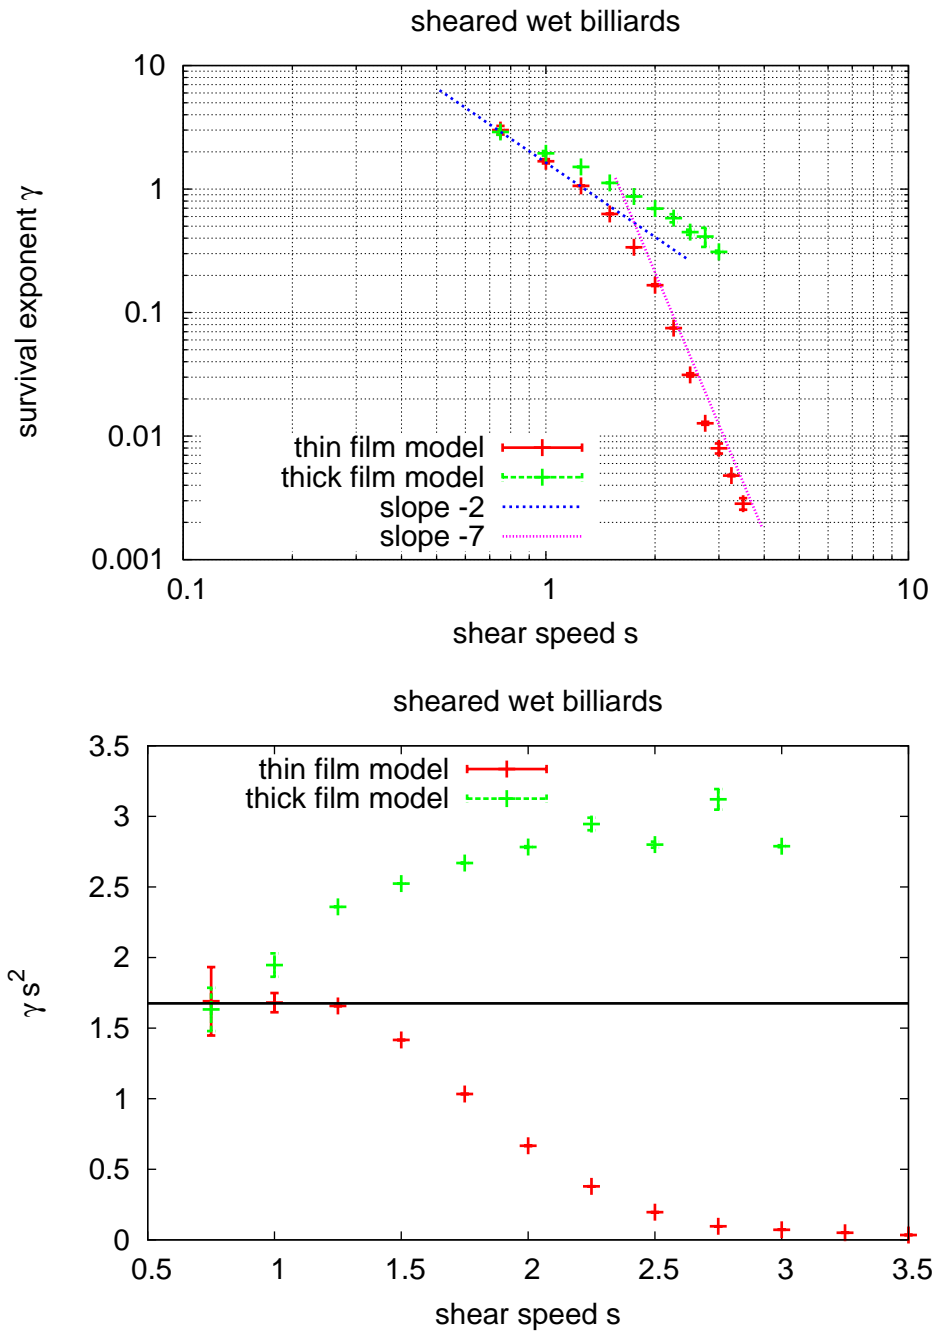 sheared wet billiards
10
1
0.1
0.01
0.001
survival exponent γ
thin film model
thick film model
slope -2
slope -7
0.1 1 10
shear speed s
sheared wet billiards
3.5
3
2.5
2
1.5
1
0.5
0
γ s²
thin film model
thick film model
0.5 1 1.5 2 2.5 3 3.5
shear speed s